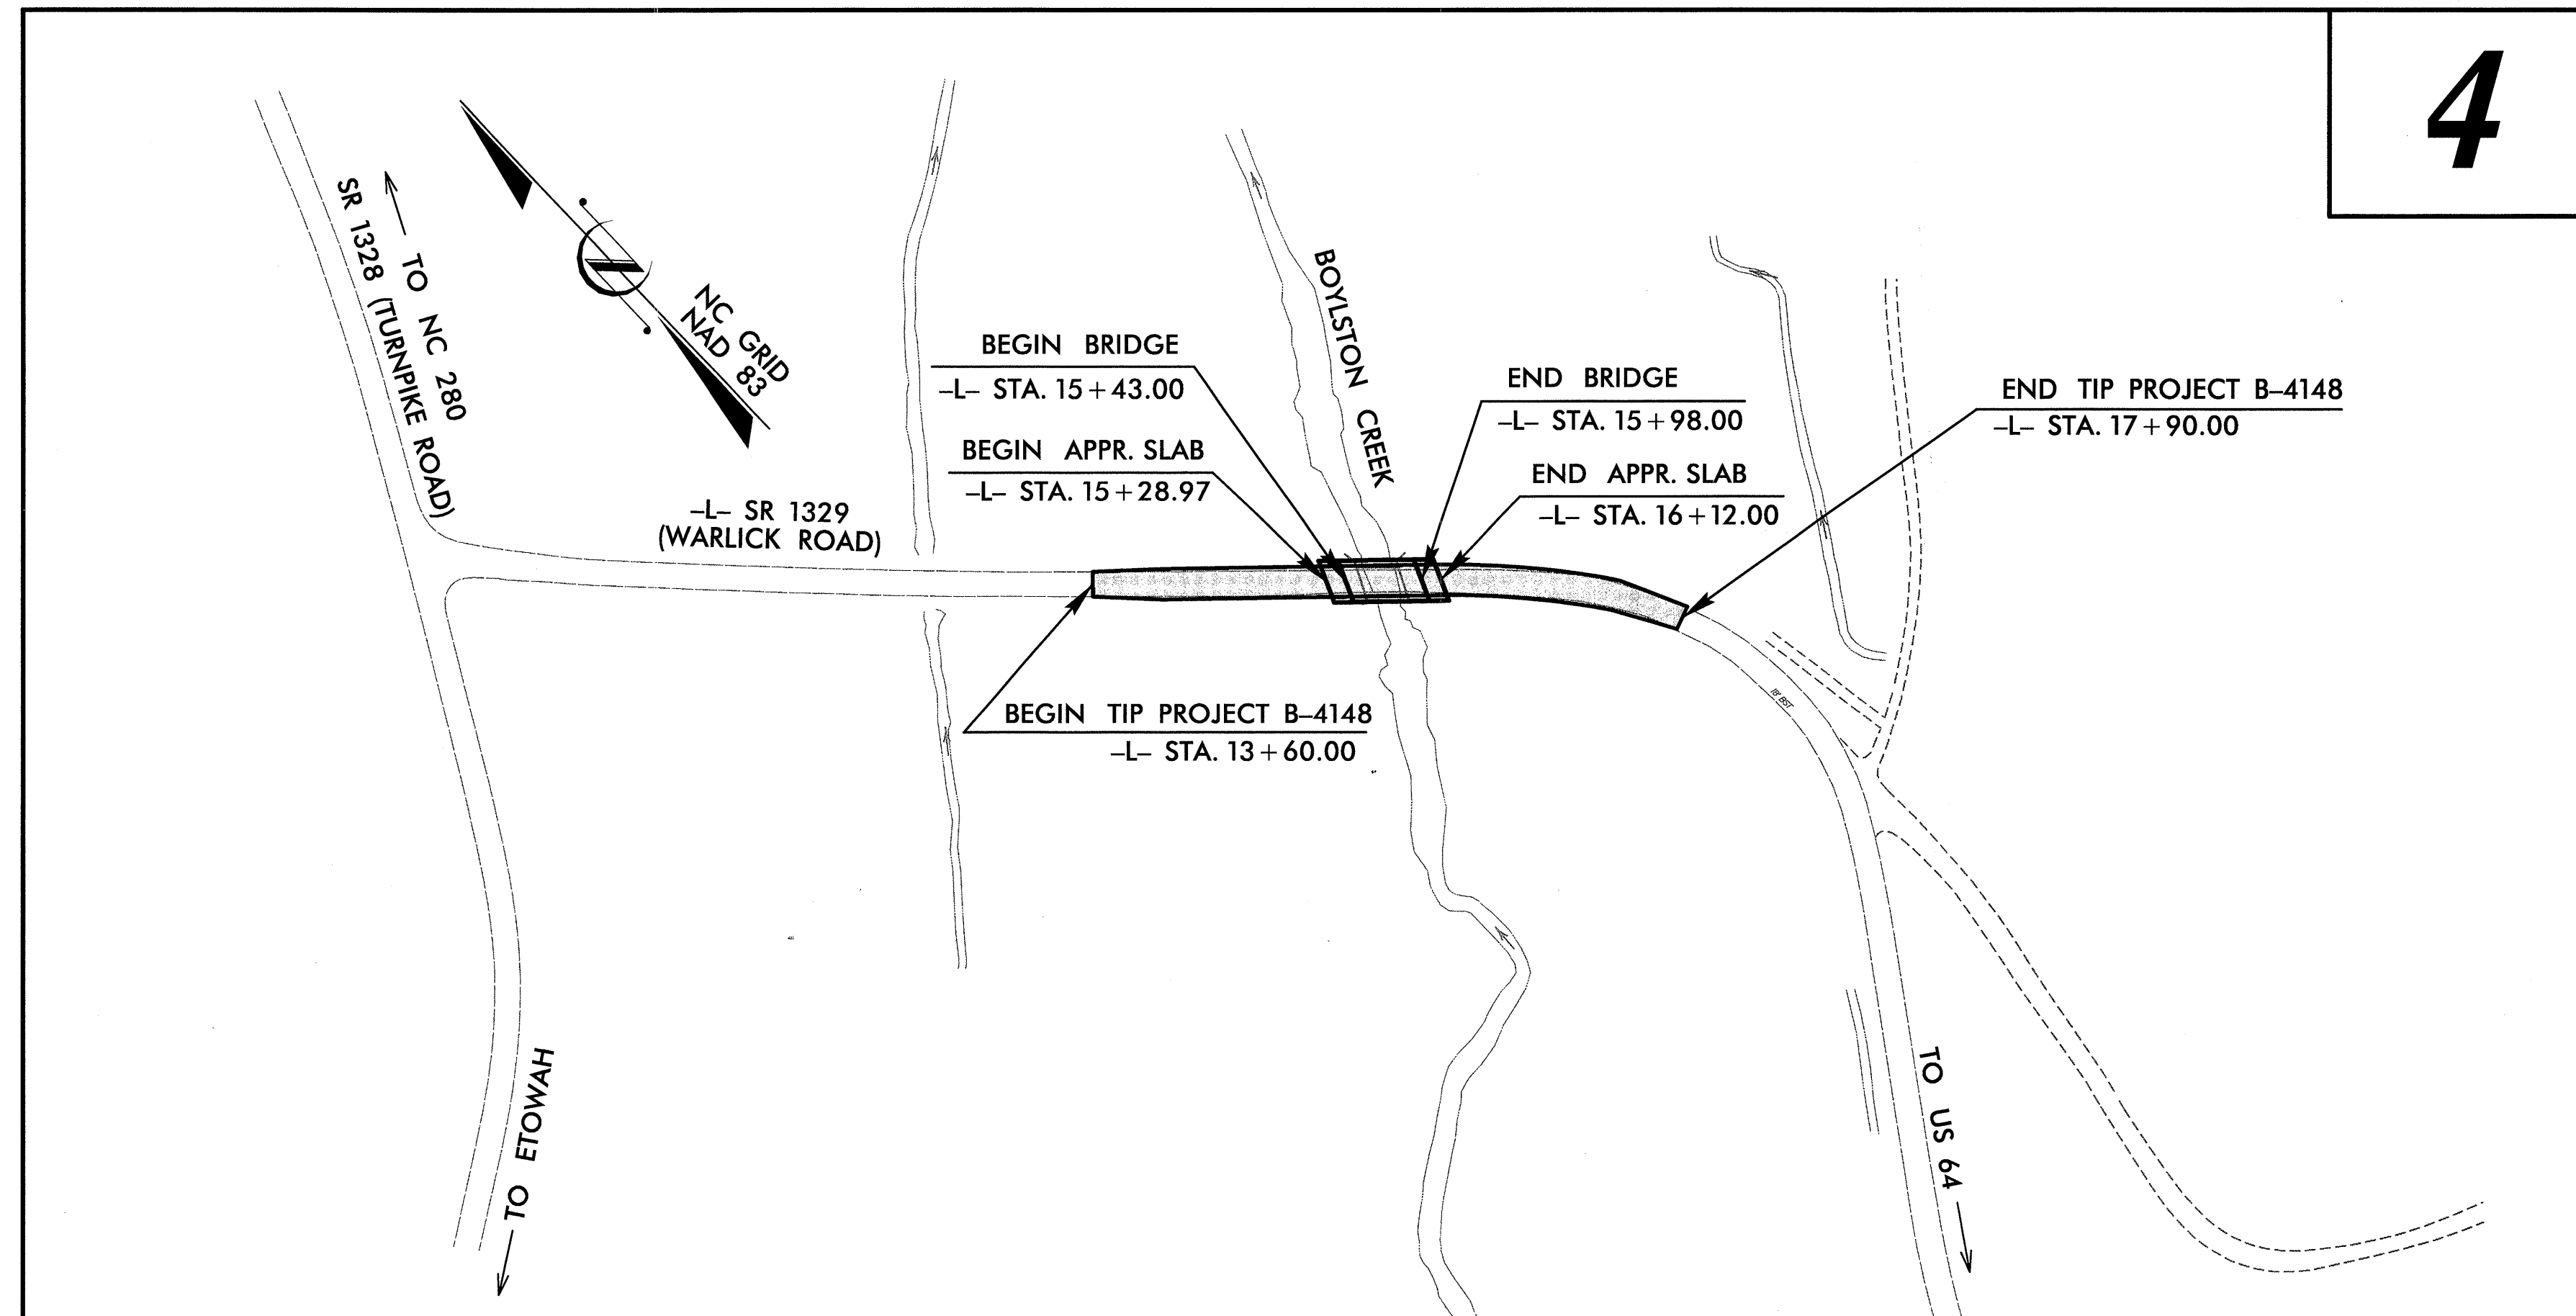 4
TO NC 280
SR 1328 (TURNPIKE ROAD)
NC GRID
NAD 83
BOYLSTON CREEK
BEGIN BRIDGE
-L- STA. 15+43.00
BEGIN APPR. SLAB
-L- STA. 15+28.97
END BRIDGE
-L- STA. 15+98.00
END APPR. SLAB
-L- STA. 16+12.00
END TIP PROJECT B-4148
-L- STA. 17+90.00
-L- SR 1329
(WARLICK ROAD)
BEGIN TIP PROJECT B-4148
-L- STA. 13+60.00
18' BST
TO ETOWAH
TO US 64